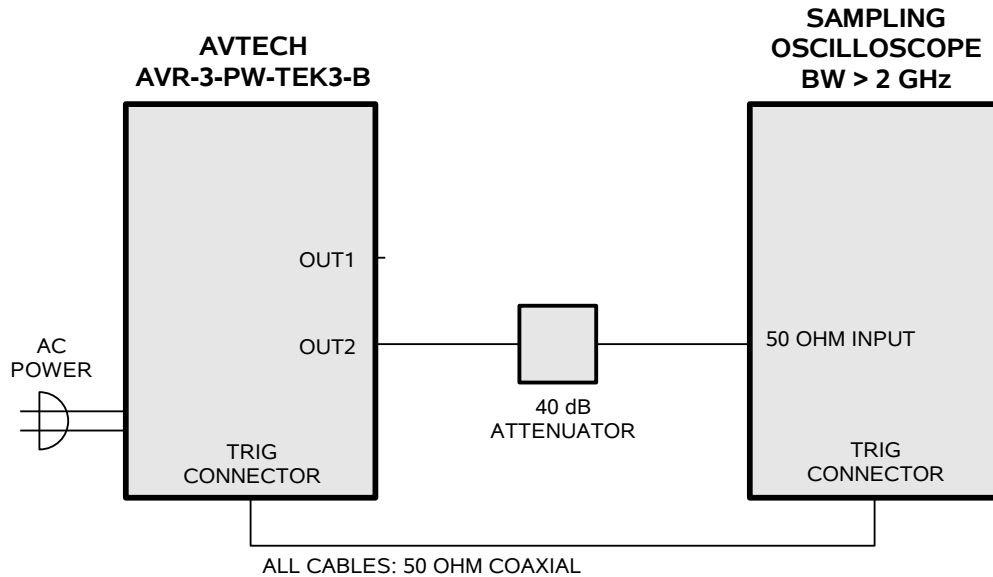 AVTECH
AVR-3-PW-TEK3-B
SAMPLING
OSCILLOSCOPE
BW > 2 GHz
OUT1
OUT2
50 OHM INPUT
AC
POWER
40 dB
ATTENUATOR
TRIG
CONNECTOR
TRIG
CONNECTOR
ALL CABLES: 50 OHM COAXIAL